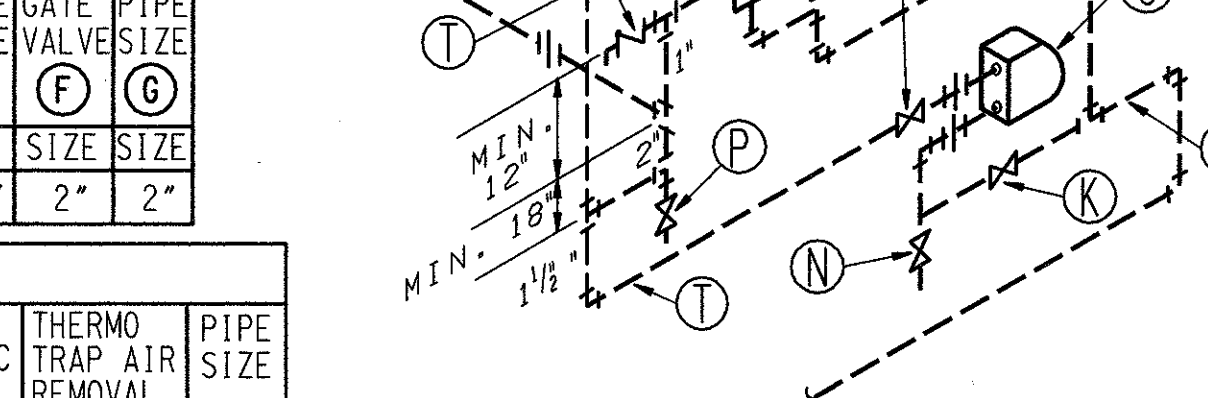 GATE PIPE
VALVE SIZE
F G
SIZE SIZE
2" 2"
THERMO PIPE
TRAP AIR SIZE
REMOVAL
C
T
1"
MIN.
12"
2"
P
MIN. 18"
1 1/2" "
T
K
N